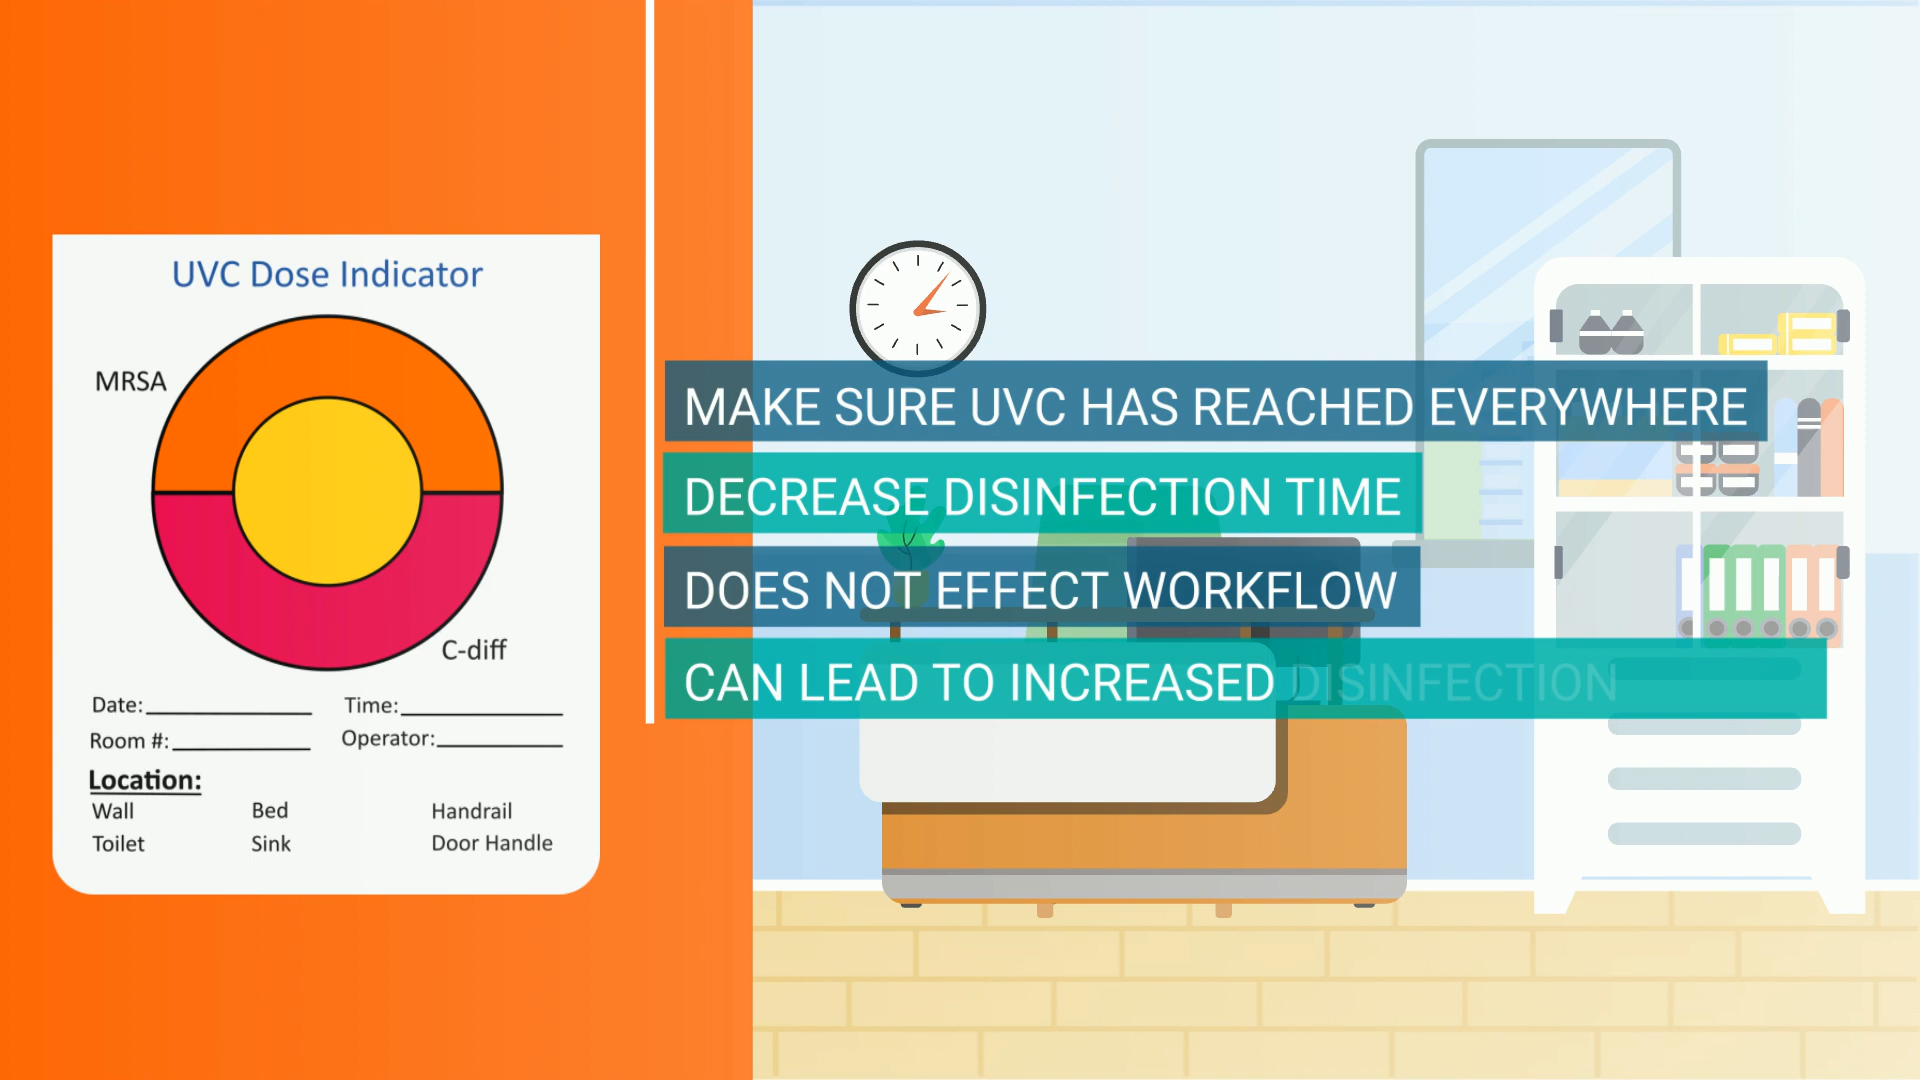 UVC Dose Indicator
MRSA
C-diff
Date: Time:
Room #: Operator:
Location:
Wall Bed Handrail
Toilet Sink Door Handle
MAKE SURE UVC HAS REACHED EVERYWHERE
DECREASE DISINFECTION TIME
DOES NOT EFFECT WORKFLOW
CAN LEAD TO INCREASED DISINFECTION